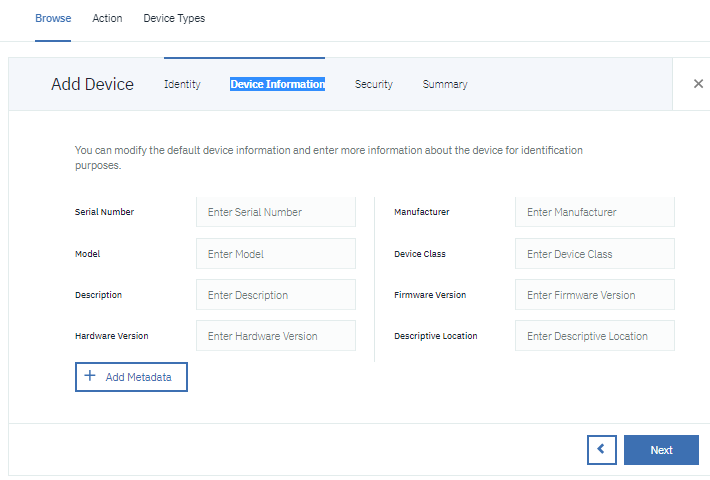 Browse Action Device Types
Add Device Identity Device Information Security Summary
You can modify the default device information and enter more information about the device for identification
purposes.
Serial Number Enter Serial Number Manufacturer Enter Manufacturer
Model Enter Model Device Class Enter Device Class
Description Enter Description Firmware Version Enter Firmware Version
Hardware Version Enter Hardware Version Descriptive Location Enter Descriptive Location
+ Add Metadata
Next